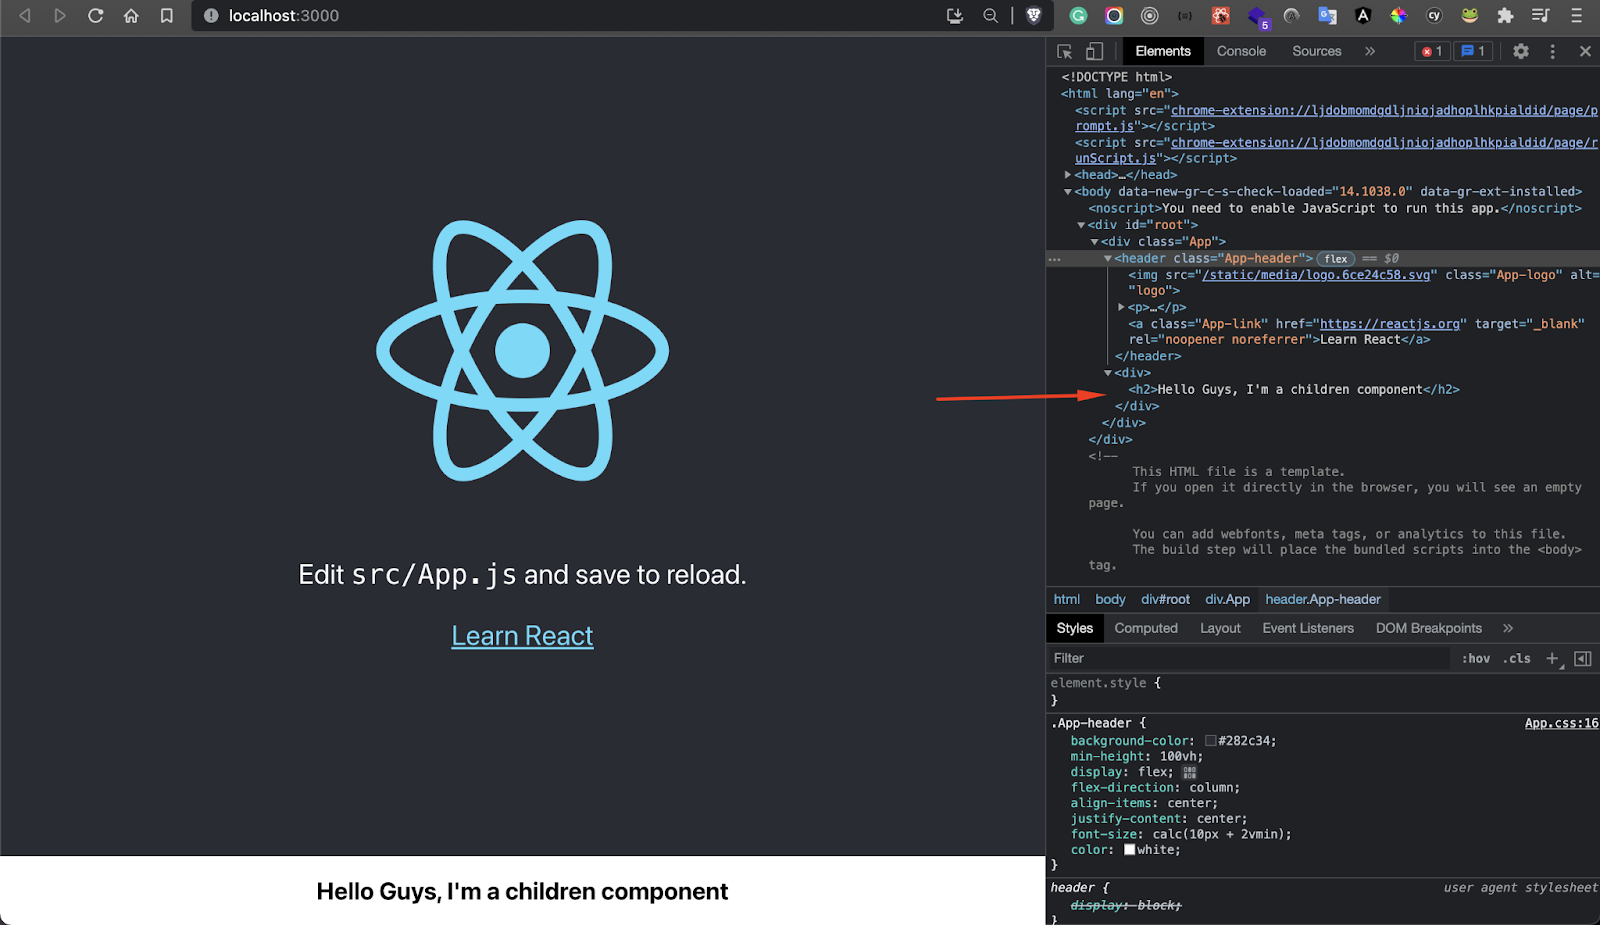 localhost:3000
5
cy
Edit src/App.js and save to reload.
Learn React
Hello Guys, I'm a children component
Elements Console Sources » 1 1
<!DOCTYPE html>
<html lang="en">
<script src="chrome-extension://ljdobmomdgdljniojadhoplhkpialdid/page/p
rompt.js"></script>
<script src="chrome-extension://ljdobmomdgdljniojadhoplhkpialdid/page/r
unScript.js"></script>
<head>…</head>
<body data-new-gr-c-s-check-loaded="14.1038.0" data-gr-ext-installed>
<noscript>You need to enable JavaScript to run this app.</noscript>
<div id="root">
<div class="App">
<header class="App-header"> flex == $0
<img src="/static/media/logo.6ce24c58.svg" class="App-logo" alt=
"logo">
<p>…</p>
<a class="App-link" href="https://reactjs.org" target="_blank"
rel="noopener noreferrer">Learn React</a>
</header>
<div>
<h2>Hello Guys, I'm a children component</h2>
</div>
</div>
</div>
<!--
This HTML file is a template.
If you open it directly in the browser, you will see an empty
page.
You can add webfonts, meta tags, or analytics to this file.
The build step will place the bundled scripts into the <body>
tag.
html body div#root div.App header.App-header
Styles Computed Layout Event Listeners DOM Breakpoints »
Filter :hov .cls +
element.style {
}
.App-header { App.css:16
background-color: #282c34;
min-height: 100vh;
display: flex;
flex-direction: column;
align-items: center;
justify-content: center;
font-size: calc(10px + 2vmin);
color: white;
}
header { user agent stylesheet
display: block;
}